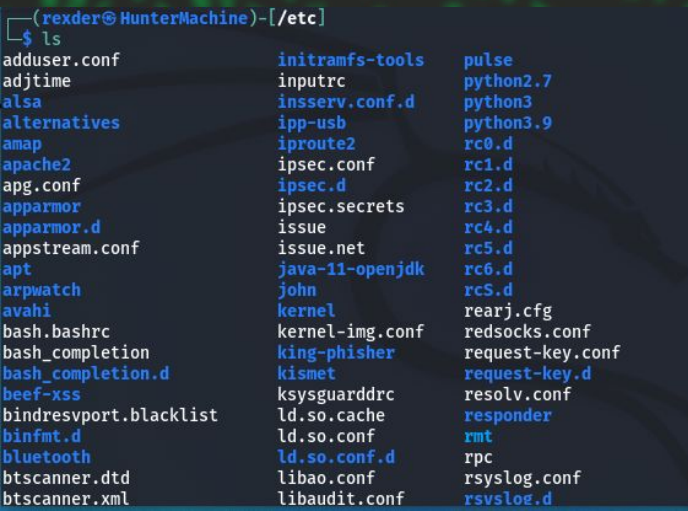 (rexder㉿HunterMachine)-[/etc]
$ ls
adduser.conf initramfs-tools pulse
adjtime inputrc python2.7
alsa insserv.conf.d python3
alternatives ipp-usb python3.9
amap iproute2 rc0.d
apache2 ipsec.conf rc1.d
apg.conf ipsec.d rc2.d
apparmor ipsec.secrets rc3.d
apparmor.d issue rc4.d
appstream.conf issue.net rc5.d
apt java-11-openjdk rc6.d
arpwatch john rcS.d
avahi kernel rearj.cfg
bash.bashrc kernel-img.conf redsocks.conf
bash_completion king-phisher request-key.conf
bash_completion.d kismet request-key.d
beef-xss ksysguarddrc resolv.conf
bindresvport.blacklist ld.so.cache responder
binfmt.d ld.so.conf rmt
bluetooth ld.so.conf.d rpc
btscanner.dtd libao.conf rsyslog.conf
btscanner.xml libaudit.conf rsyslog.d